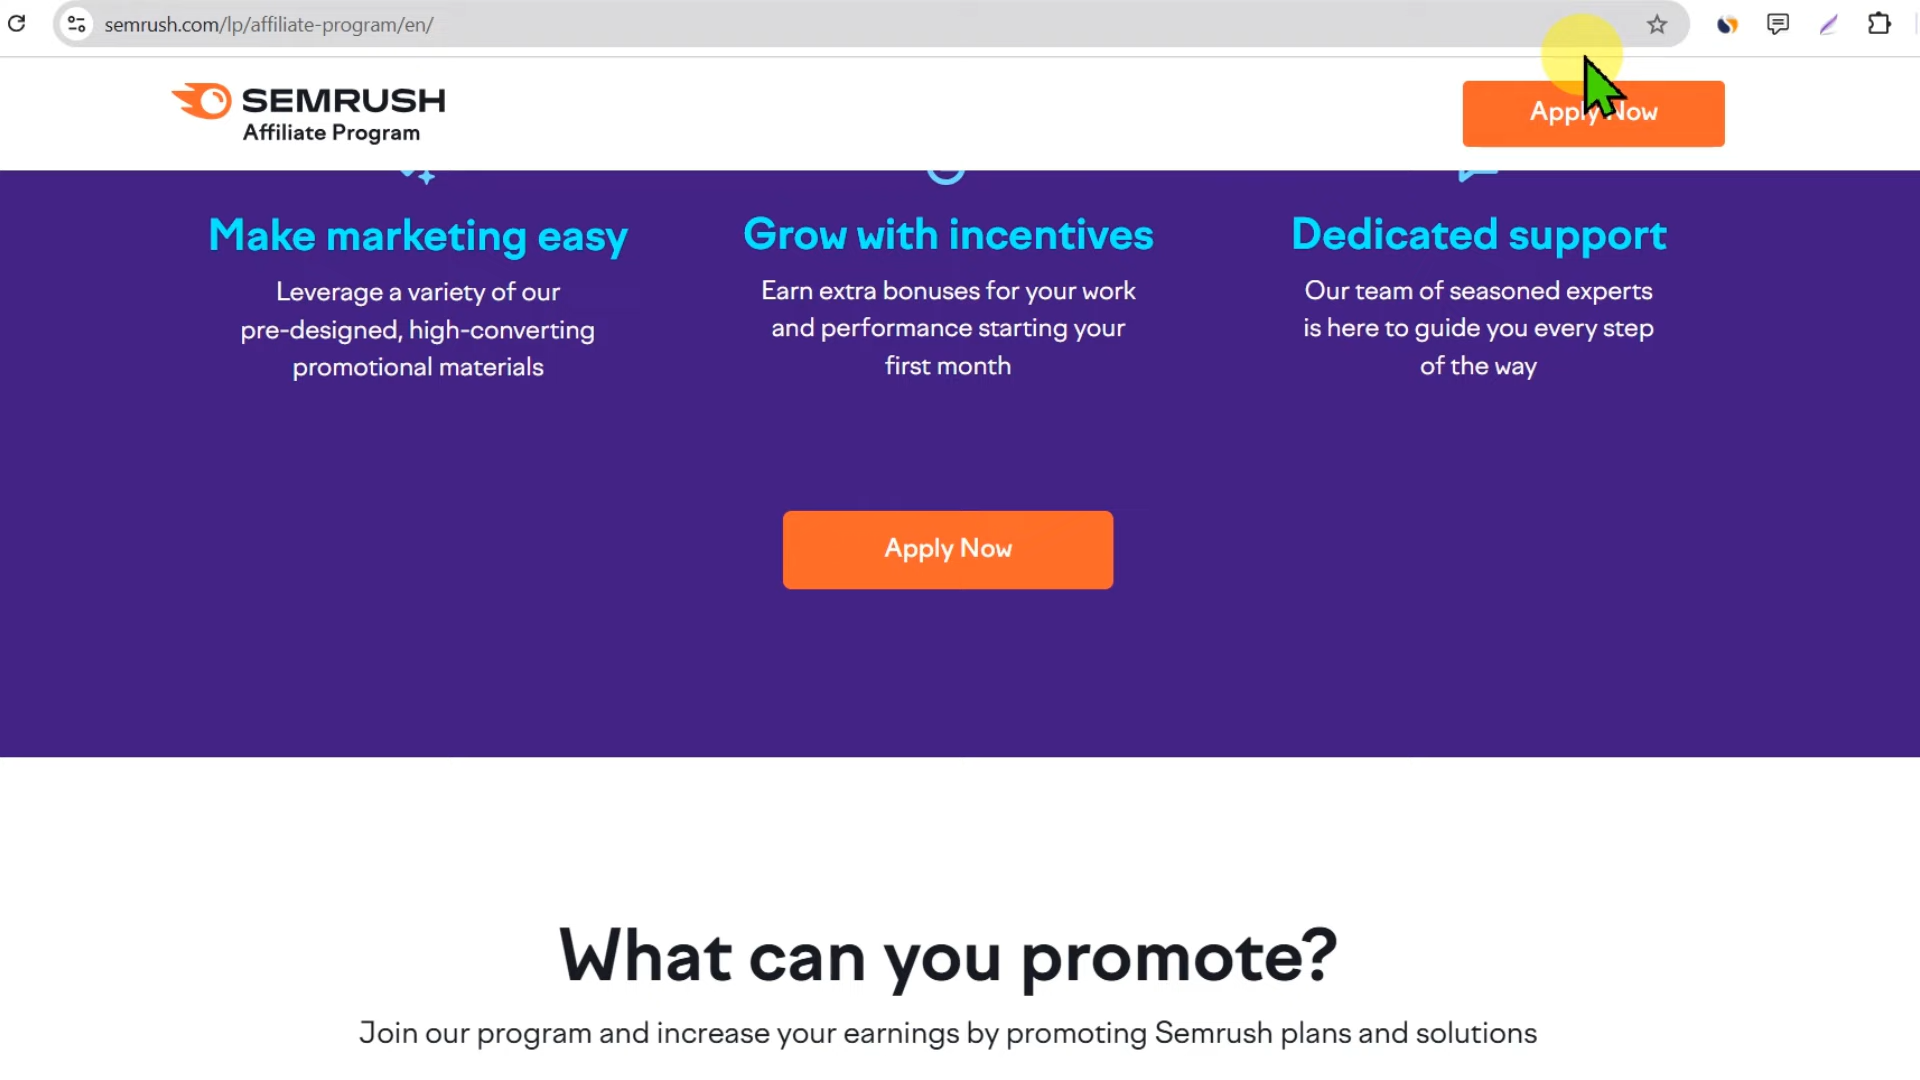 semrush.com/lp/affiliate-program/en/
SEMRUSH
Affiliate Program
Apply Now
Make marketing easy
Leverage a variety of our
pre-designed, high-converting
promotional materials
Grow with incentives
Earn extra bonuses for your work
and performance starting your
first month
Dedicated support
Our team of seasoned experts
is here to guide you every step
of the way
Apply Now
What can you promote?
Join our program and increase your earnings by promoting Semrush plans and solutions